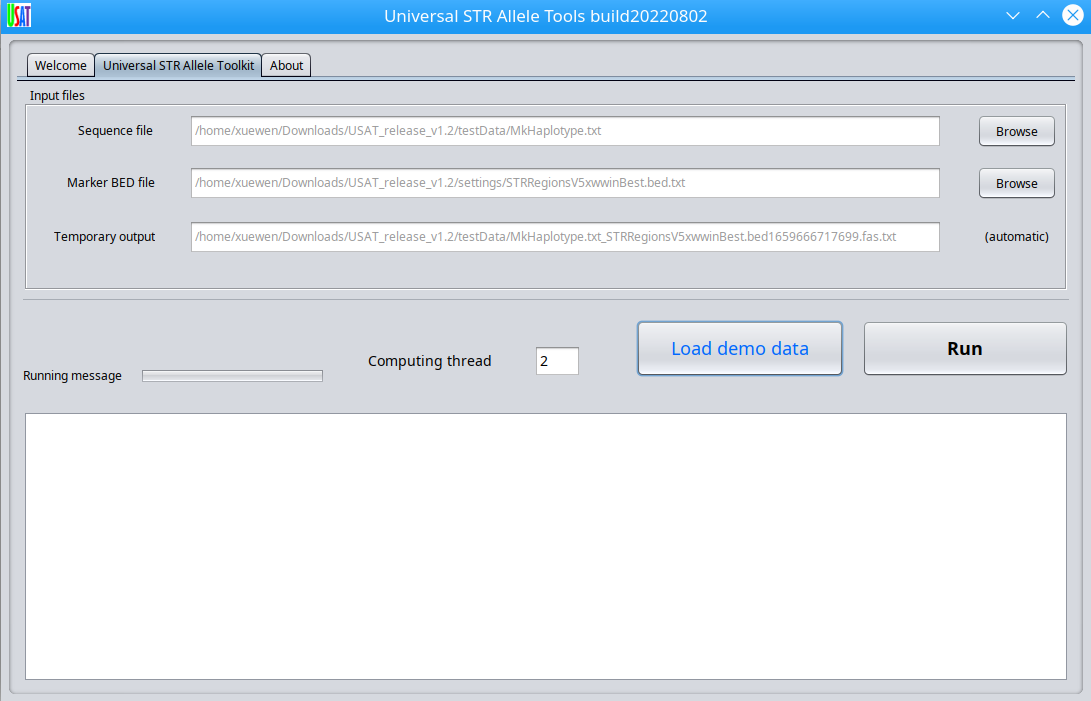 USAT
Universal STR Allele Tools build20220802
Welcome Universal STR Allele Toolkit About
Input files
Sequence file /home/xuewen/Downloads/USAT_release_v1.2/testData/MkHaplotype.txt Browse
Marker BED file /home/xuewen/Downloads/USAT_release_v1.2/settings/STRRegionsV5xwwinBest.bed.txt Browse
Temporary output /home/xuewen/Downloads/USAT_release_v1.2/testData/MkHaplotype.txt_STRRegionsV5xwwinBest.bed1659666717699.fas.txt (automatic)
Computing thread 2 Load demo data Run
Running message